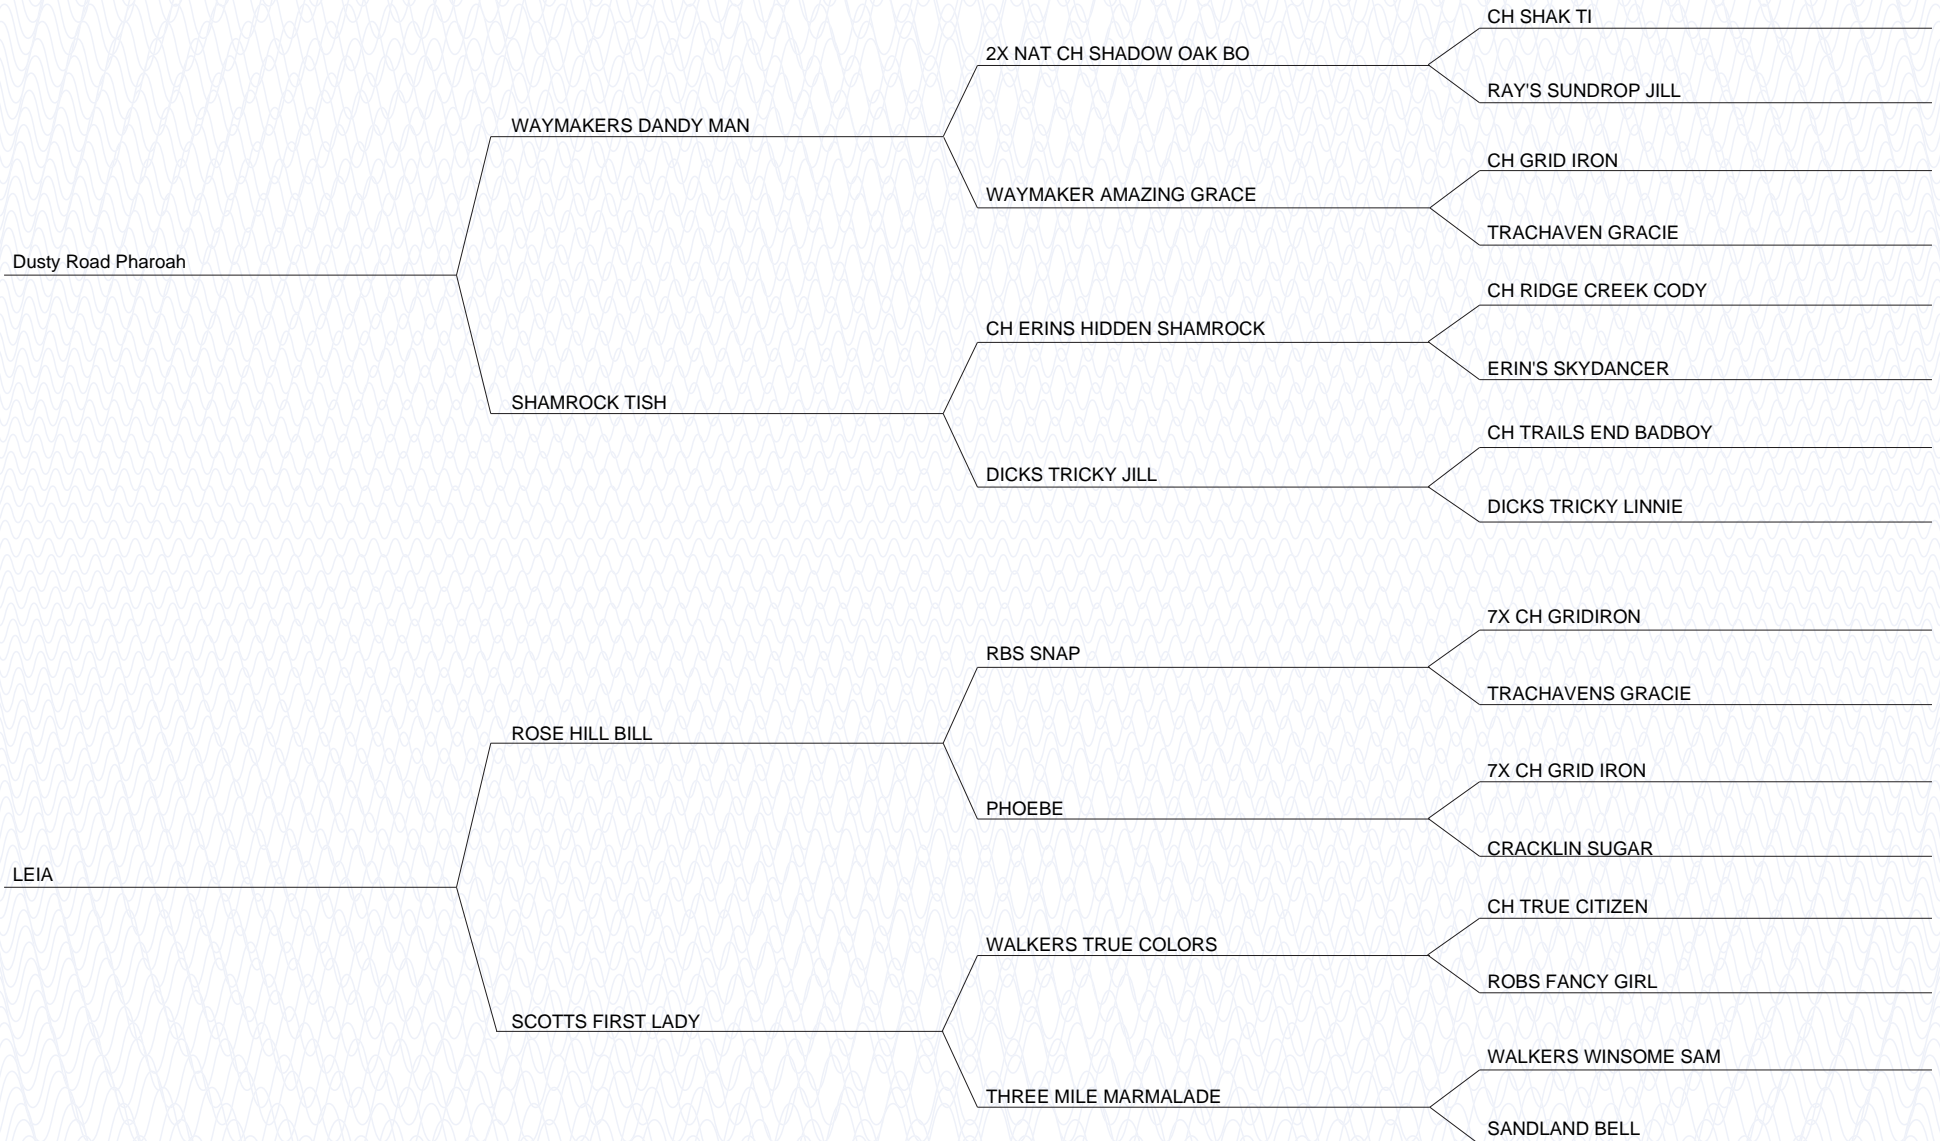 CH SHAK TI
2X NAT CH SHADOW OAK BO
RAY'S SUNDROP JILL
WAYMAKERS DANDY MAN
CH GRID IRON
WAYMAKER AMAZING GRACE
TRACHAVEN GRACIE
Dusty Road Pharoah
CH RIDGE CREEK CODY
CH ERINS HIDDEN SHAMROCK
ERIN'S SKYDANCER
SHAMROCK TISH
CH TRAILS END BADBOY
DICKS TRICKY JILL
DICKS TRICKY LINNIE
7X CH GRIDIRON
RBS SNAP
TRACHAVENS GRACIE
ROSE HILL BILL
7X CH GRID IRON
PHOEBE
CRACKLIN SUGAR
LEIA
CH TRUE CITIZEN
WALKERS TRUE COLORS
ROBS FANCY GIRL
SCOTTS FIRST LADY
WALKERS WINSOME SAM
THREE MILE MARMALADE
SANDLAND BELL